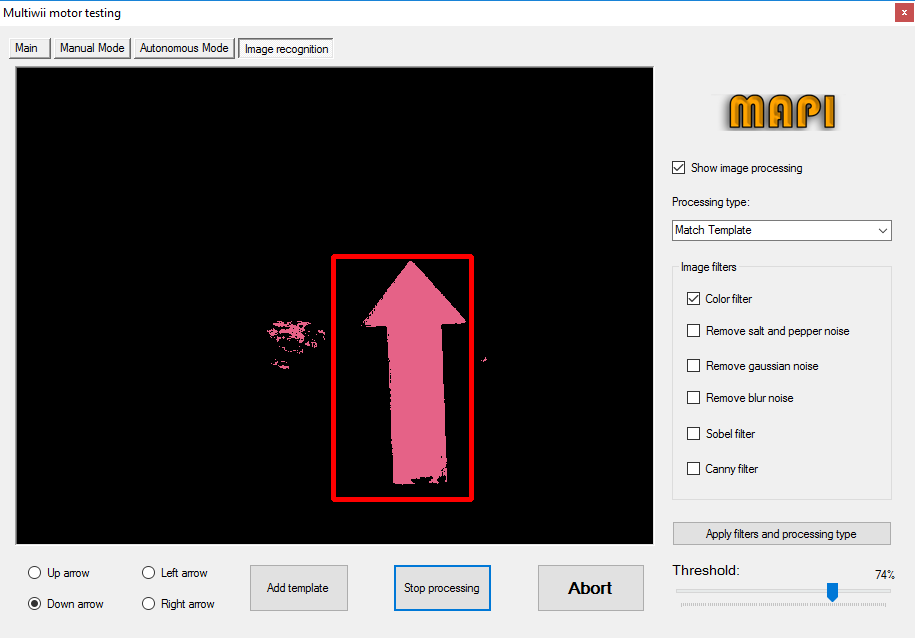 Multiwii motor testing
x
Main
Manual Mode
Autonomous Mode
Image recognition
MAPI
Show image processing
Processing type:
Match Template
Image filters
Color filter
Remove salt and pepper noise
Remove gaussian noise
Remove blur noise
Sobel filter
Canny filter
Apply filters and processing type
Threshold:
74%
Up arrow
Left arrow
Down arrow
Right arrow
Add template
Stop processing
Abort